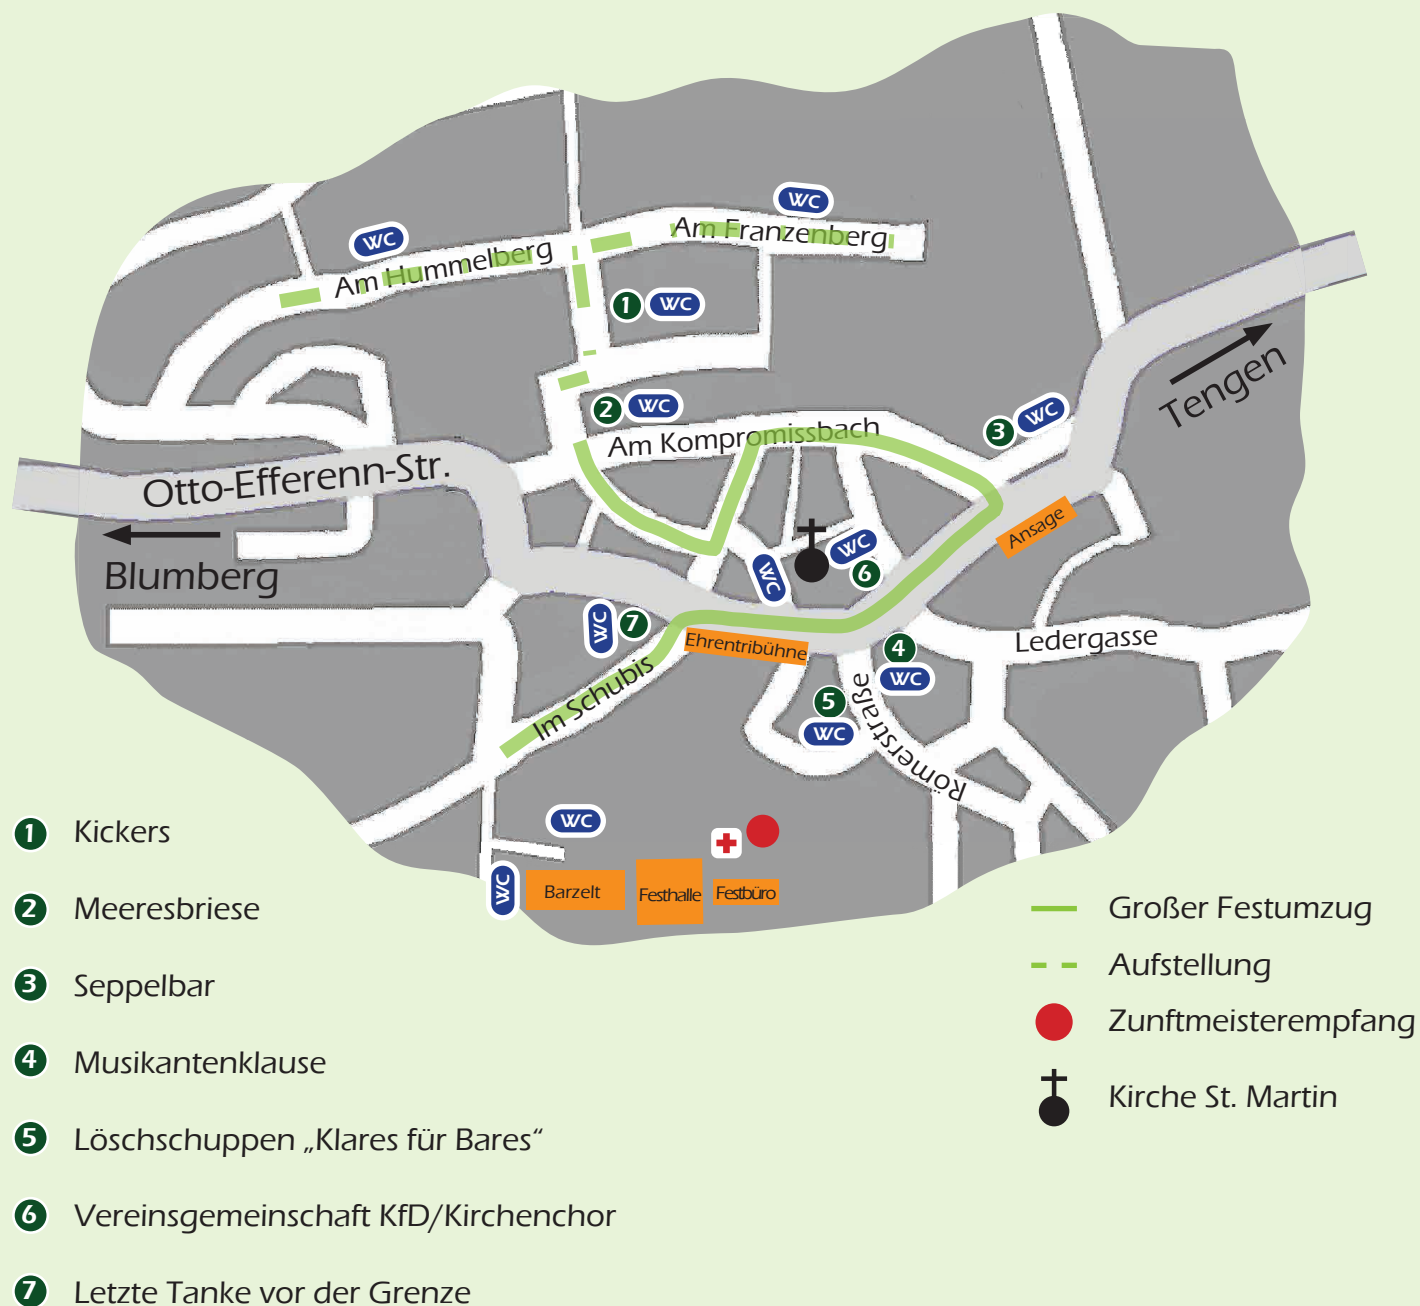 WC
Am Franzenberg
WC
Am Hummelberg
1 WC
Tengen
2 WC
3 WC
Am Kompromissbach
Otto-Efferenn-Str.
Ansage
WC
6
WC
Blumberg
WC 7
Ehrentribühne
Ledergasse
4
WC
Im Schubis
5
WC
Römerstraße
WC
WC
Barzelt
Festhalle
Festbüro
1 Kickers
2 Meeresbriese
3 Seppelbar
4 Musikantenklause
5 Löschschuppen „Klares für Bares“
6 Vereinsgemeinschaft KfD/Kirchenchor
7 Letzte Tanke vor der Grenze
Großer Festumzug
Aufstellung
Zunftmeisterempfang
Kirche St. Martin